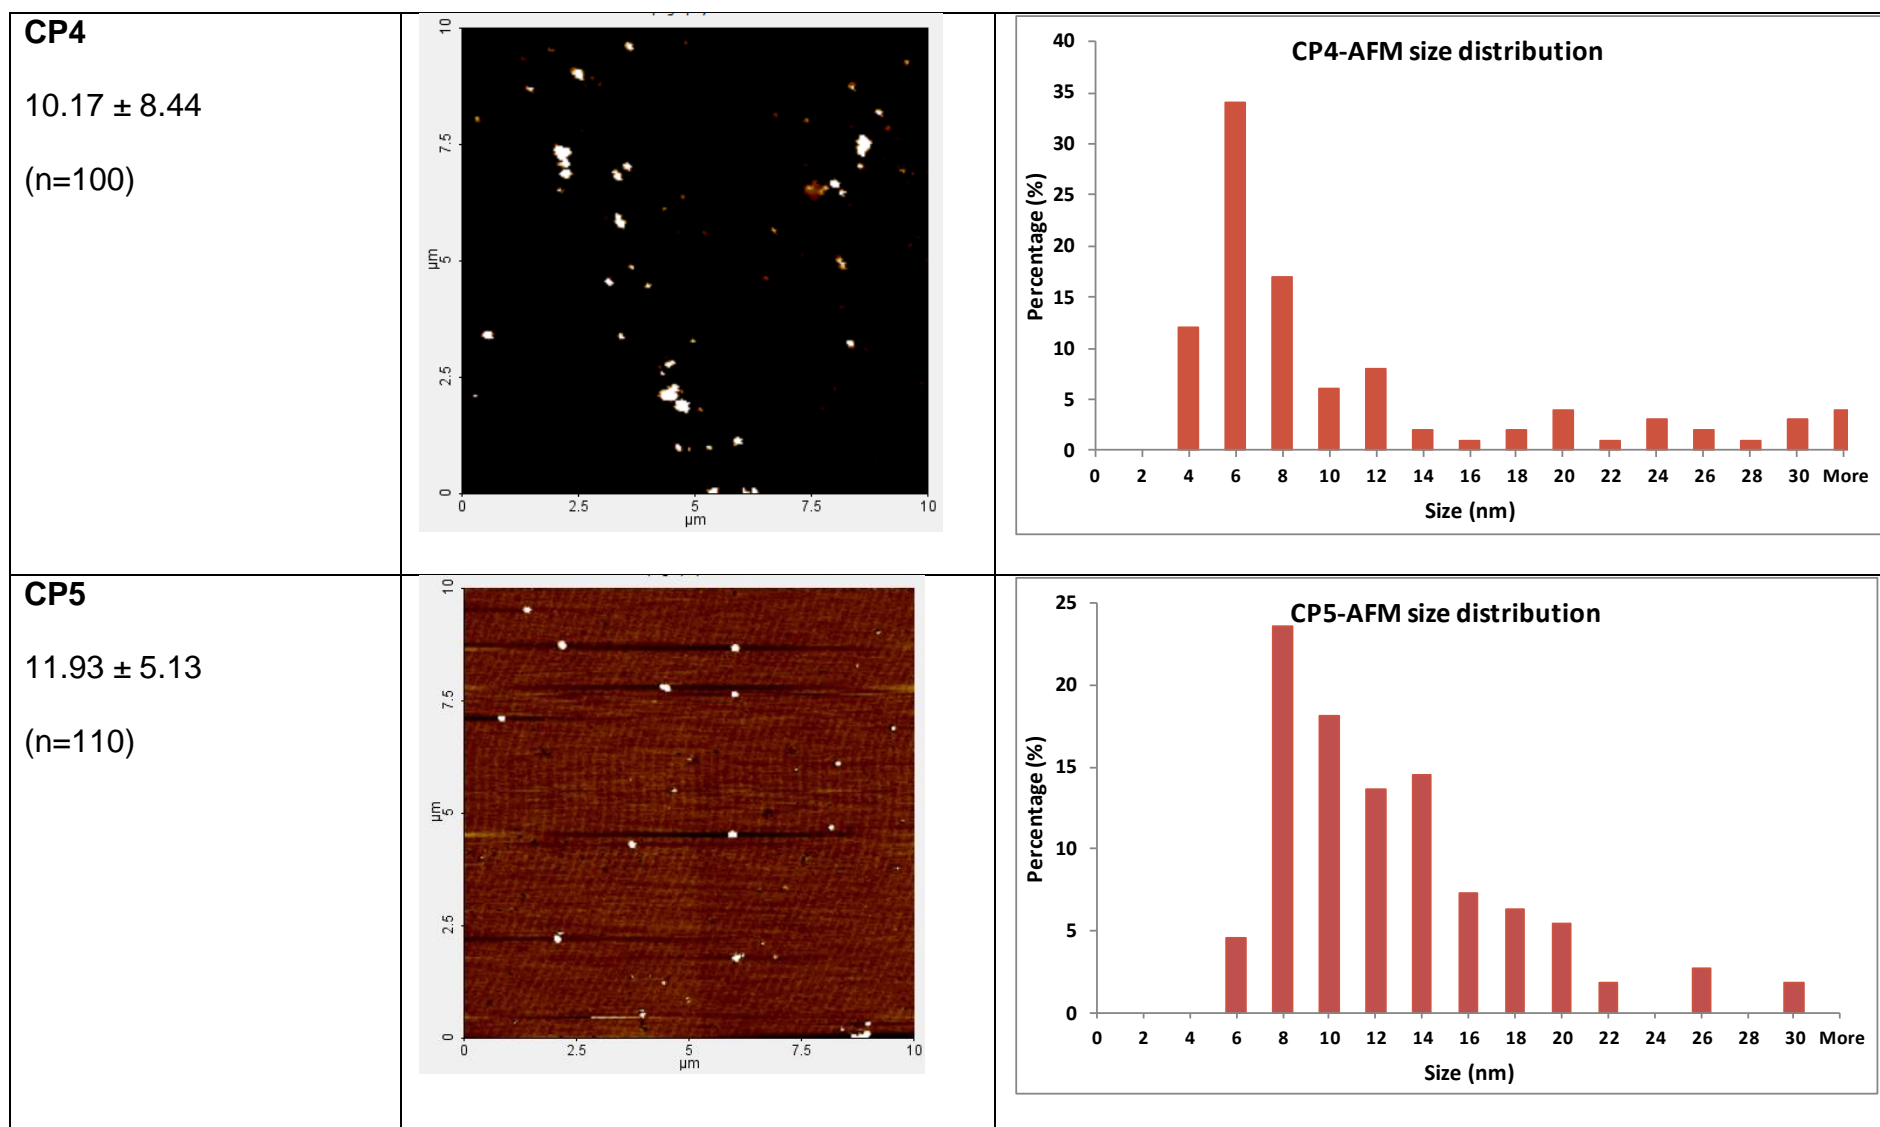 CP4
10.17 ± 8.44
(n=100)
10
7.5
µm
5
2.5
0
0 2.5 5 7.5 10
µm
CP4-AFM size distribution
40
35
30
25
20
15
10
5
0
Percentage (%)
0 2 4 6 8 10 12 14 16 18 20 22 24 26 28 30 More
Size (nm)
CP5
11.93 ± 5.13
(n=110)
10
7.5
µm
5
2.5
0
0 2.5 5 7.5 10
µm
CP5-AFM size distribution
25
20
15
10
5
0
Percentage (%)
0 2 4 6 8 10 12 14 16 18 20 22 24 26 28 30 More
Size (nm)